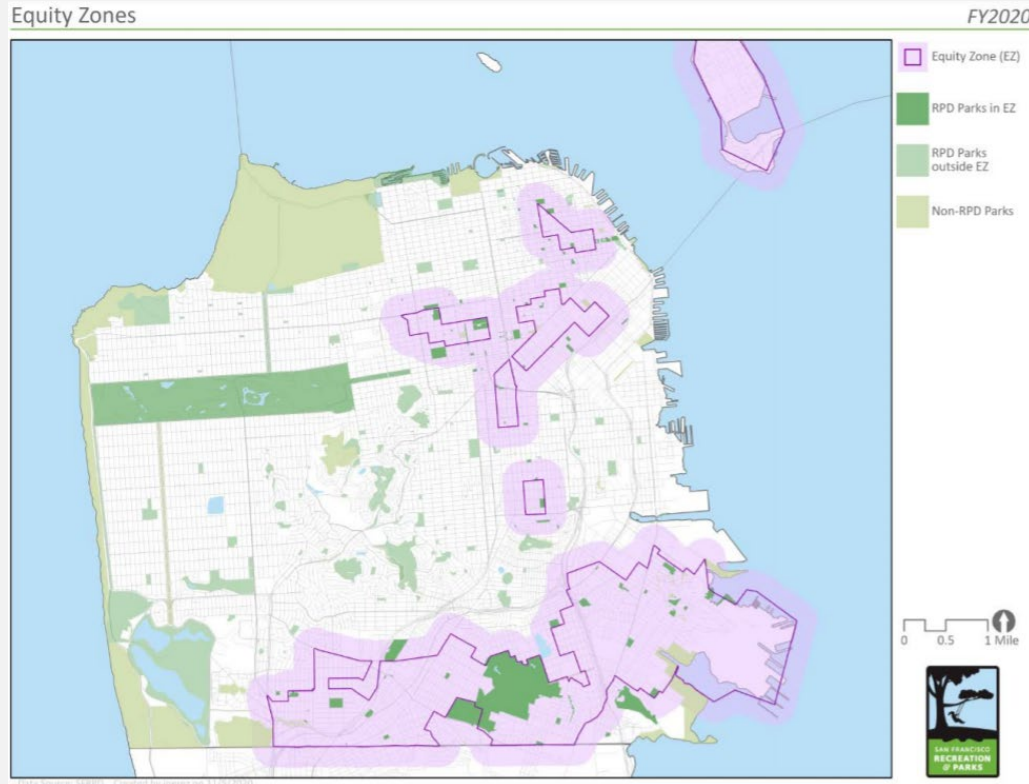 Equity Zones
FY2020
Equity Zone (EZ)
RPD Parks in EZ
RPD Parks
outside EZ
Non-RPD Parks
0 0.5 1 Mile
SAN FRANCISCO
RECREATION
& PARKS